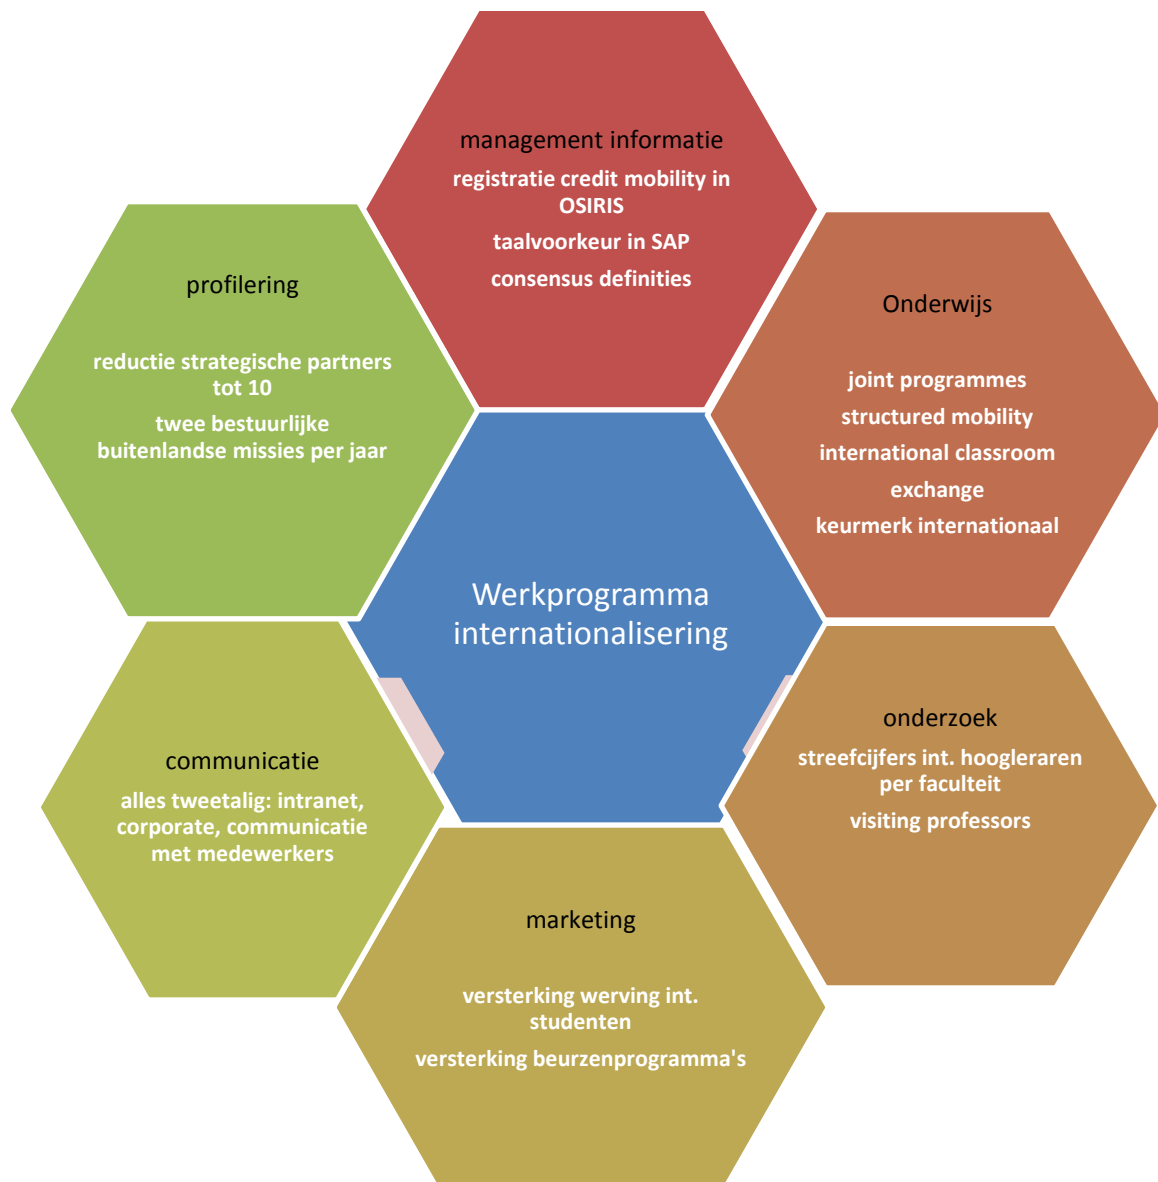 management informatie
registratie credit mobility in
OSIRIS
taalvoorkeur in SAP
consensus definities
profilering
reductie strategische partners
tot 10
twee bestuurlijke
buitenlandse missies per jaar
Onderwijs
joint programmes
structured mobility
international classroom
exchange
keurmerk internationaal
Werkprogramma
internationalisering
communicatie
alles tweetalig: intranet,
corporate, communicatie
met medewerkers
onderzoek
streefcijfers int. hoogleraren
per faculteit
visiting professors
marketing
versterking werving int.
studenten
versterking beurzenprogramma's